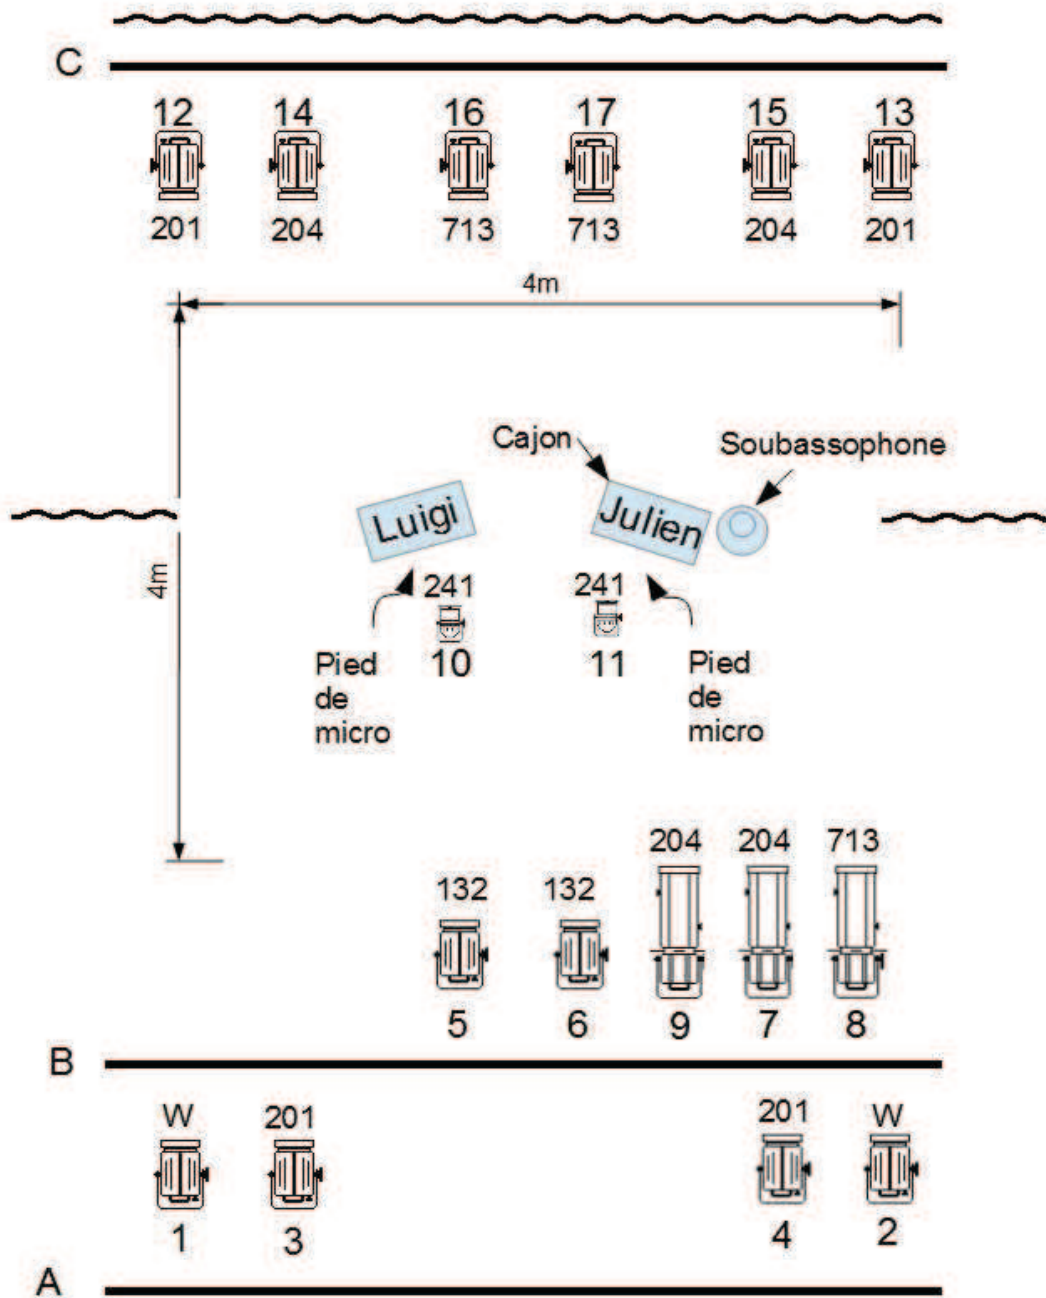 C
12 14 16 17 15 13
201 204 713 713 204 201
4m
Cajon
Soubassophone
Luigi
Julien
4m
241 241
10 11
Pied
de
micro
Pied
de
micro
204 204 713
132 132
5 6 9 7 8
B
W 201 201 W
1 3 4 2
A